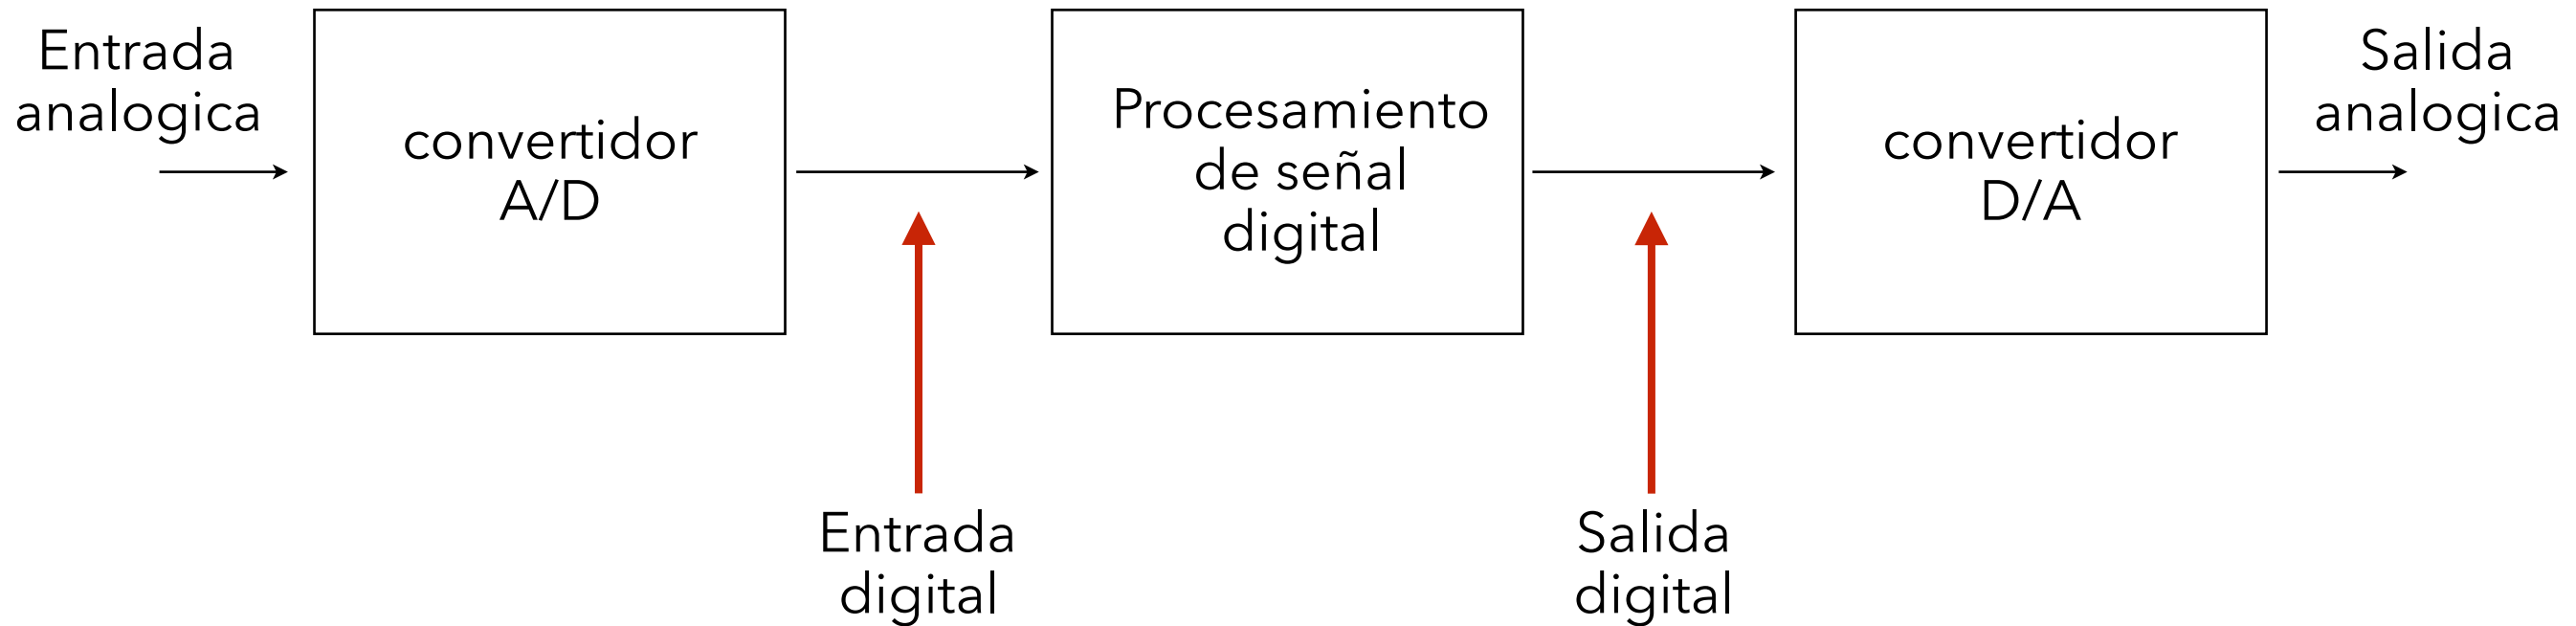 Entrada
analogica
convertidor
A/D
Procesamiento
de señal
digital
convertidor
D/A
Salida
analogica
Entrada
digital
Salida
digital